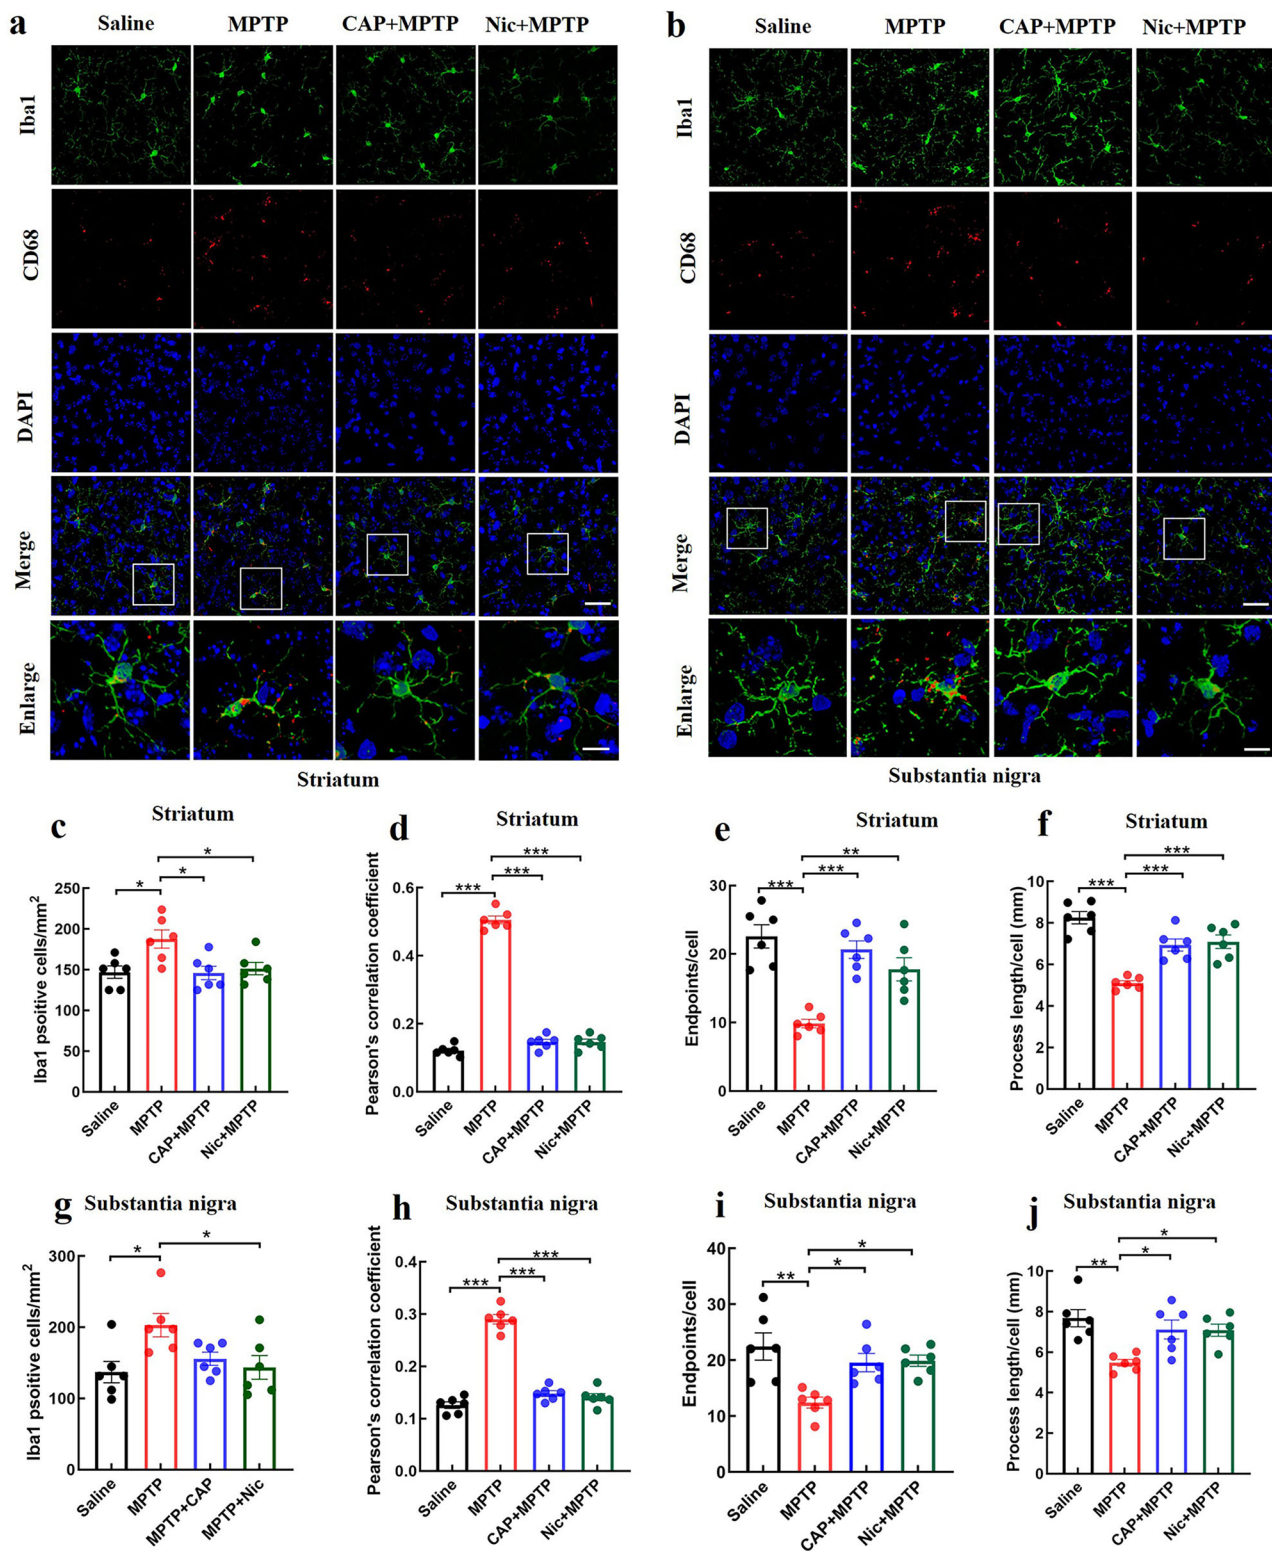 a
Saline MPTP CAP+MPTP Nic+MPTP
Iba1
CD68
DAPI
Merge
Enlarge
Striatum
b
Saline MPTP CAP+MPTP Nic+MPTP
Iba1
CD68
DAPI
Merge
Enlarge
Substantia nigra
c
Striatum
Iba1 psoitive cells/mm2
250
200
150
100
50
0
* * *
Saline MPTP CAP+MPTP Nic+MPTP
d
Striatum
Pearson's correlation coefficient
0.6
0.4
0.2
0.1
0.0
*** *** ***
Saline MPTP CAP+MPTP Nic+MPTP
e
Striatum
Endpoints/cell
30
20
10
0
*** *** **
Saline MPTP CAP+MPTP Nic+MPTP
f
Striatum
Process length/cell (mm)
10
8
6
4
2
0
*** *** ***
Saline MPTP CAP+MPTP Nic+MPTP
g
Substantia nigra
Iba1 psoitive cells/mm2
300
200
100
0
* *
Saline MPTP MPTP+CAP MPTP+Nic
h
Substantia nigra
Pearson's correlation coefficient
0.4
0.3
0.2
0.1
0.0
*** *** ***
Saline MPTP CAP+MPTP Nic+MPTP
i
Substantia nigra
Endpoints/cell
40
30
20
10
0
** * *
Saline MPTP CAP+MPTP Nic+MPTP
j
Substantia nigra
Process length/cell (mm)
10
8
6
4
2
0
** * *
Saline MPTP CAP+MPTP Nic+MPTP